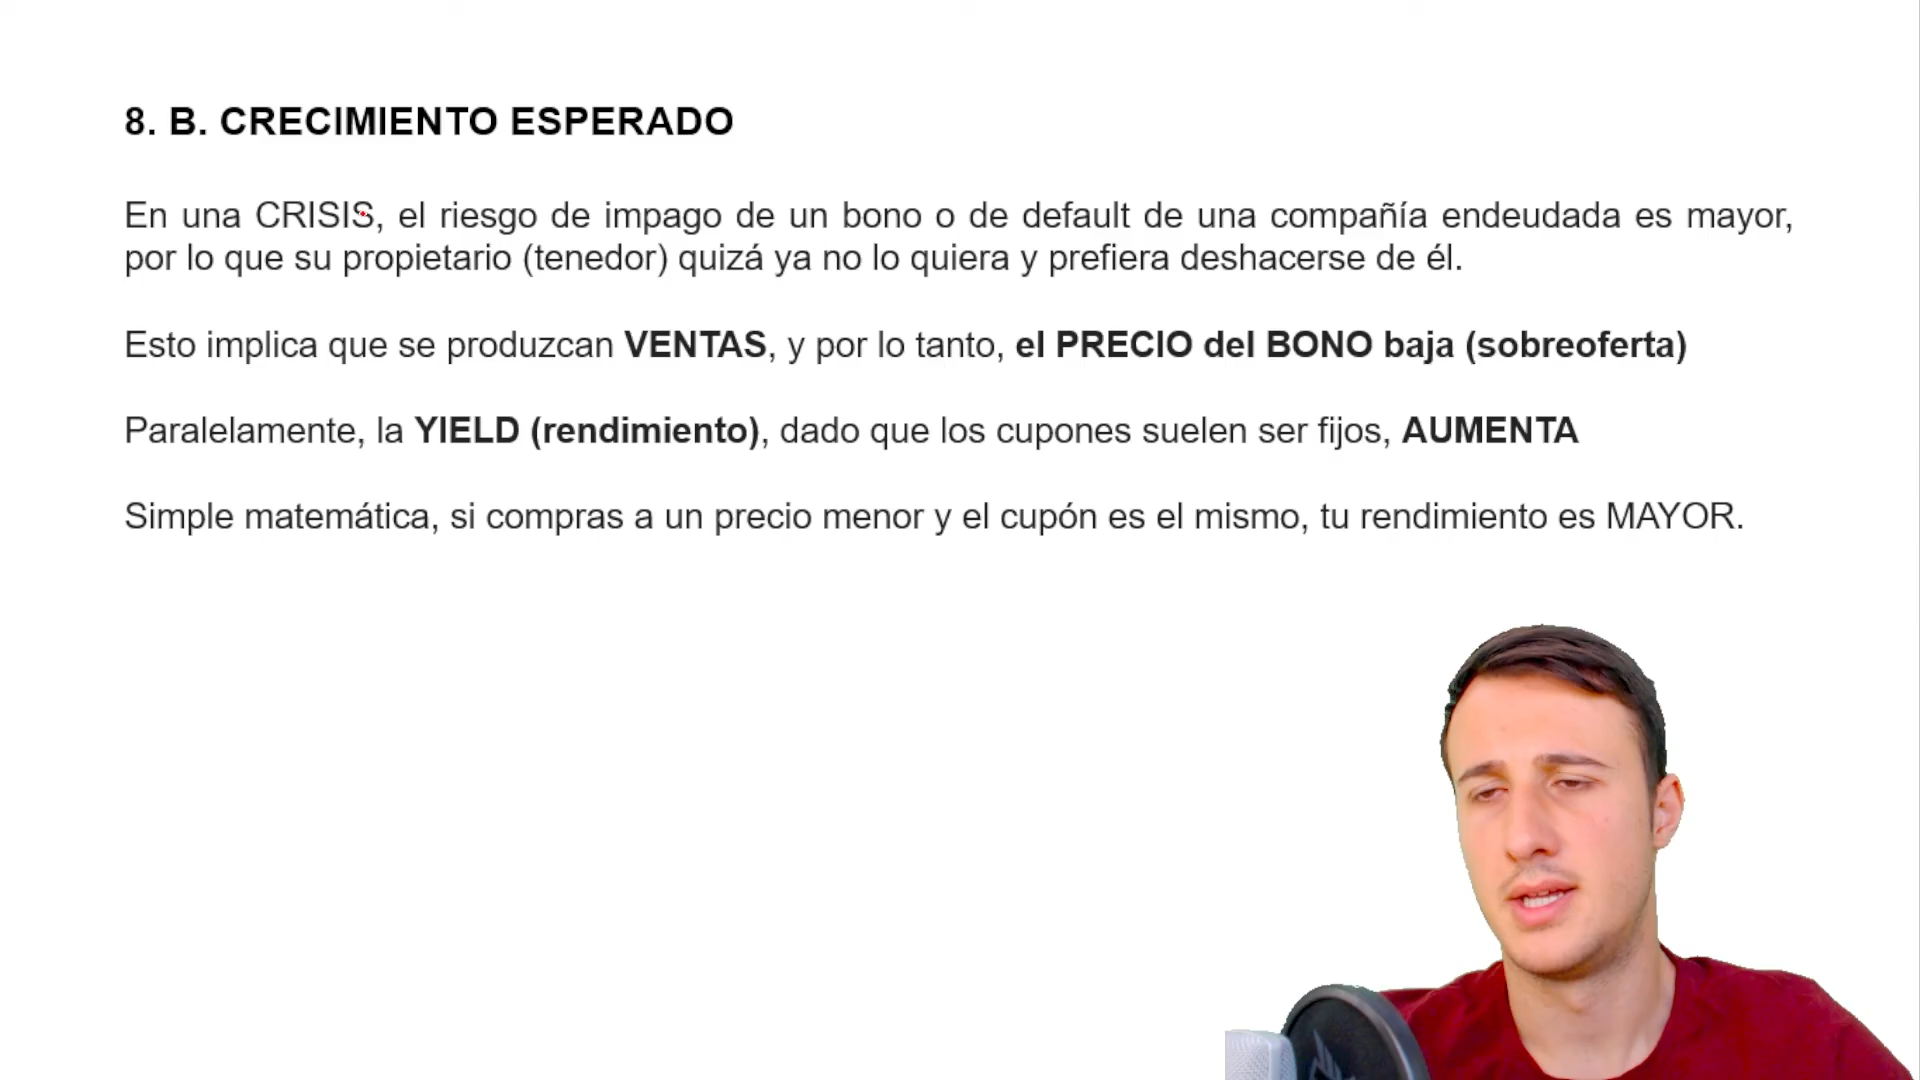 8. B. CRECIMIENTO ESPERADO
En una CRISIS, el riesgo de impago de un bono o de default de una compañía endeudada es mayor,
por lo que su propietario (tenedor) quizá ya no lo quiera y prefiera deshacerse de él.
Esto implica que se produzcan VENTAS, y por lo tanto, el PRECIO del BONO baja (sobreoferta)
Paralelamente, la YIELD (rendimiento), dado que los cupones suelen ser fijos, AUMENTA
Simple matemática, si compras a un precio menor y el cupón es el mismo, tu rendimiento es MAYOR.